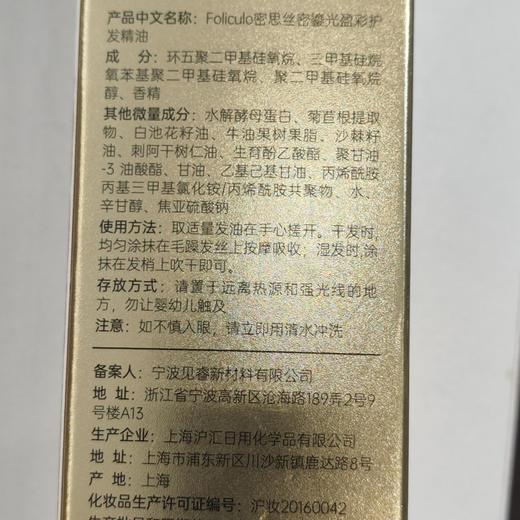 产品中文名称：Foliculo密思丝密鎏光盈彩护
发精油
成 分：环五聚二甲基硅氧烷、三甲基硅烷
氧苯基聚二甲基硅氧烷、聚二甲基硅氧烷
醇、香精
其他微量成分：水解酵母蛋白、菊苣根提取
物、白池花籽油、牛油果树果脂、沙棘籽
油、刺阿干树仁油、生育酚乙酸酯、聚甘油
-3 油酸酯、甘油、乙基己基甘油、丙烯酰胺
丙基三甲基氯化铵/丙烯酰胺共聚物、水、
辛甘醇、焦亚硫酸钠
使用方法：取适量发油在手心搓开。干发时,
均匀涂抹在毛躁发丝上按摩吸收；湿发时,涂
抹在发梢上吹干即可。
存放方式：请置于远离热源和强光线的地
方，勿让婴幼儿触及
注意：如不慎入眼，请立即用清水冲洗
备案人：宁波见睿新材料有限公司
地 址：浙江省宁波高新区沧海路189弄2号9
号楼A13
生产企业：上海沪汇日用化学品有限公司
地 址：上海市浦东新区川沙新镇鹿达路8号
产 地：上海
化妆品生产许可证编号：沪妆20160042